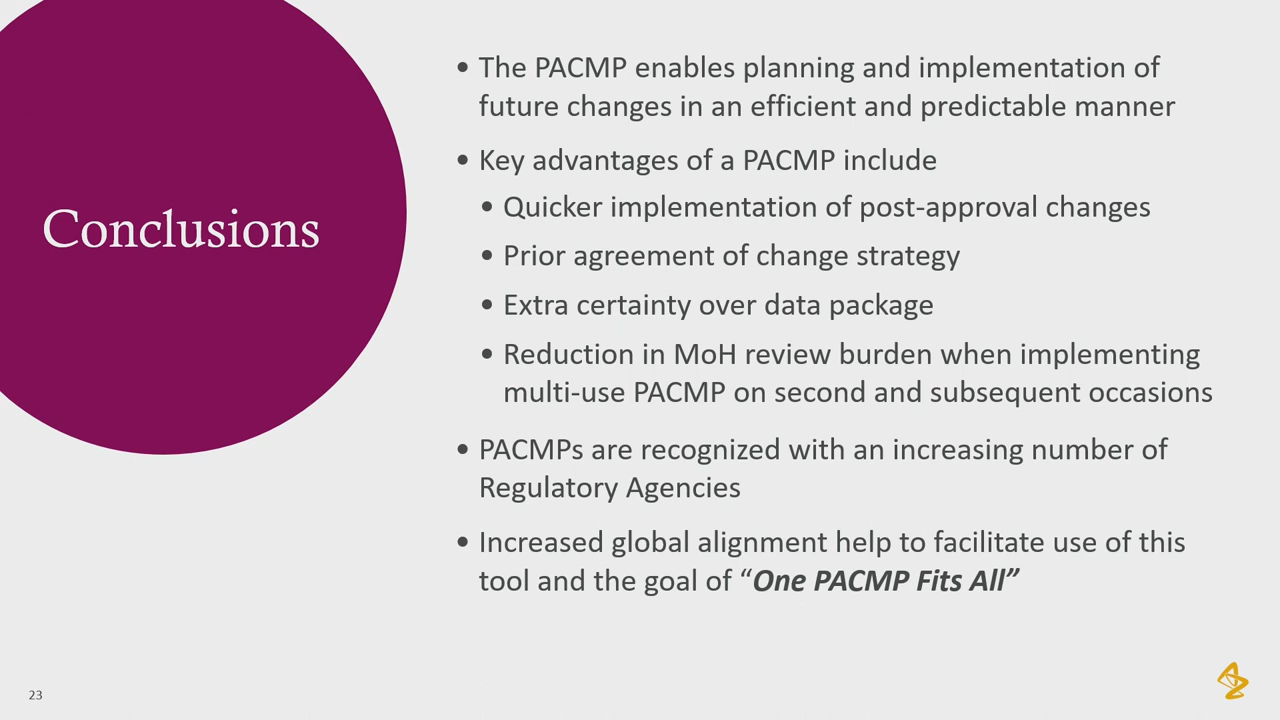 Conclusions
• The PACMP enables planning and implementation of
future changes in an efficient and predictable manner
• Key advantages of a PACMP include
• Quicker implementation of post-approval changes
• Prior agreement of change strategy
• Extra certainty over data package
• Reduction in MoH review burden when implementing
multi-use PACMP on second and subsequent occasions
• PACMPs are recognized with an increasing number of
Regulatory Agencies
• Increased global alignment help to facilitate use of this
tool and the goal of “One PACMP Fits All”
23